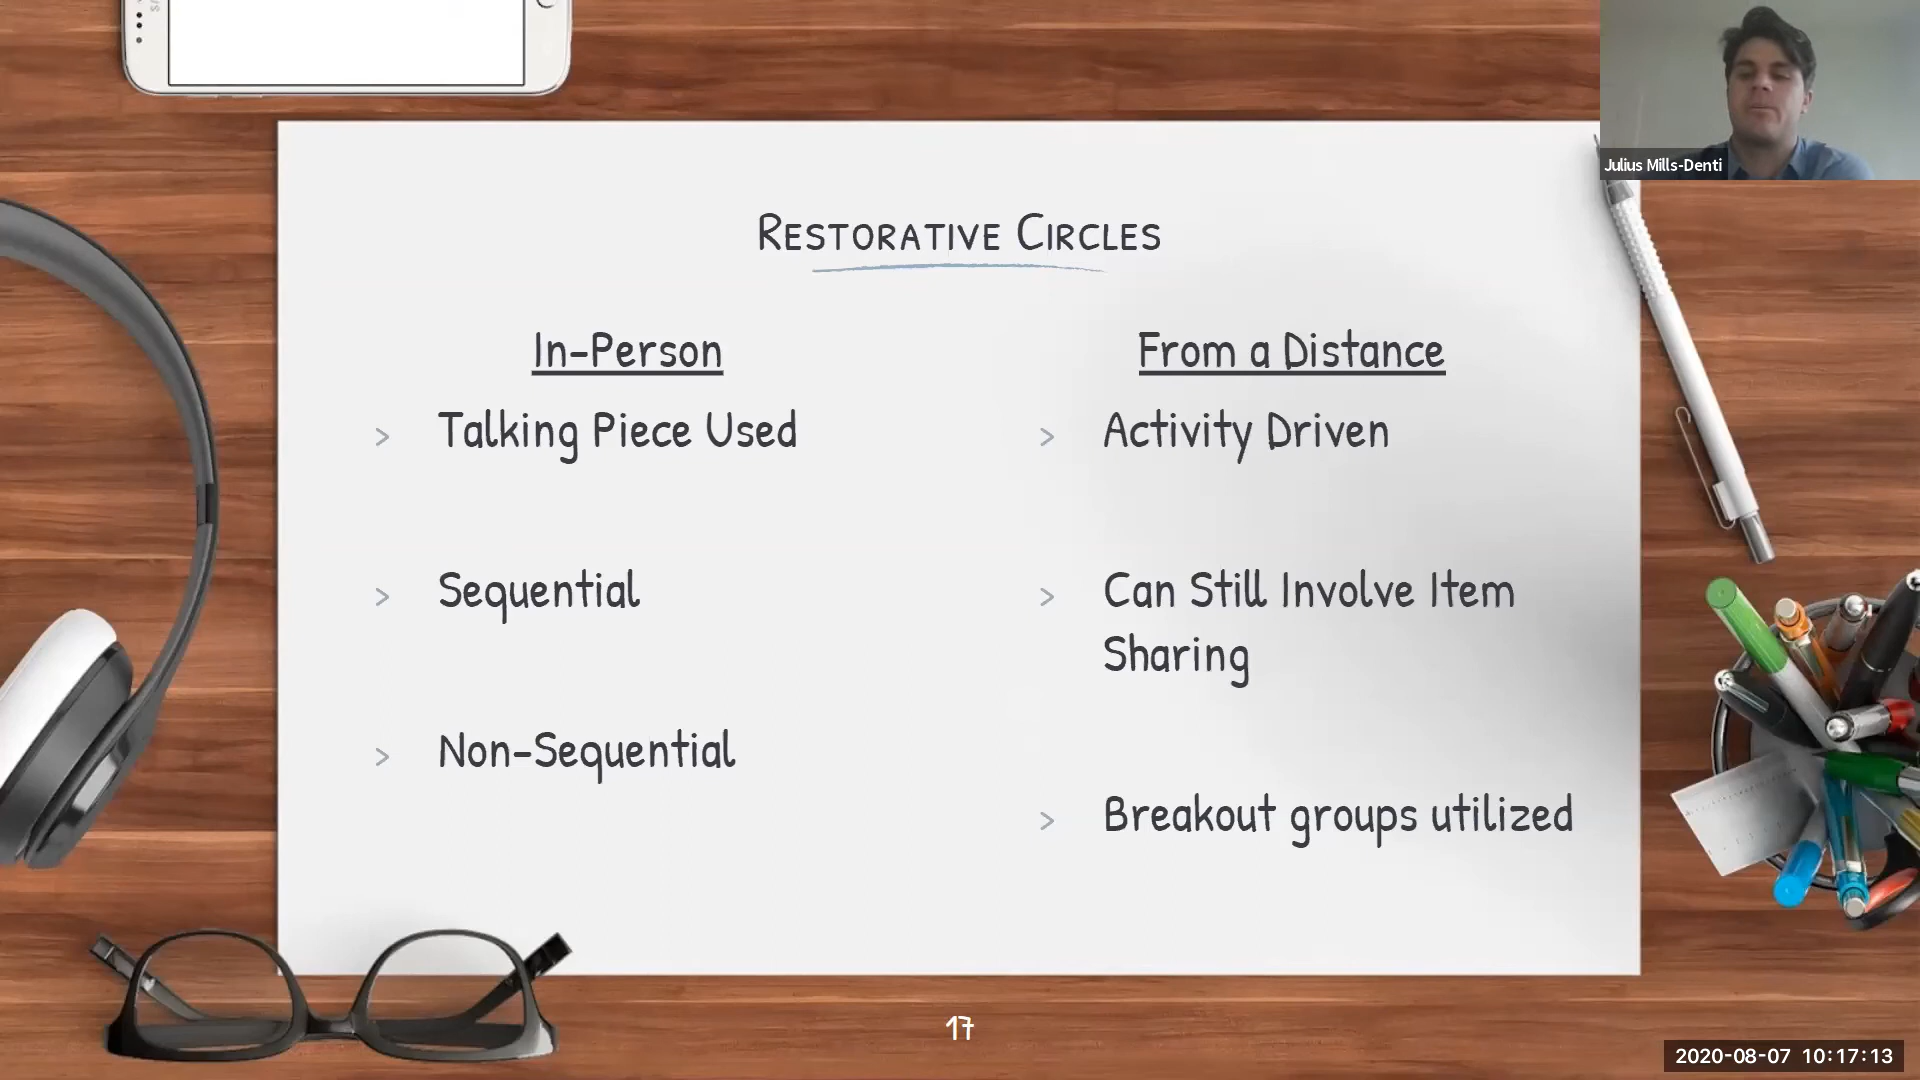 Julius Mills-Denti
Restorative Circles
In-Person
> Talking Piece Used
> Sequential
> Non-Sequential
From a Distance
> Activity Driven
> Can Still Involve Item
Sharing
> Breakout groups utilized
17
2020-08-07 10:17:13